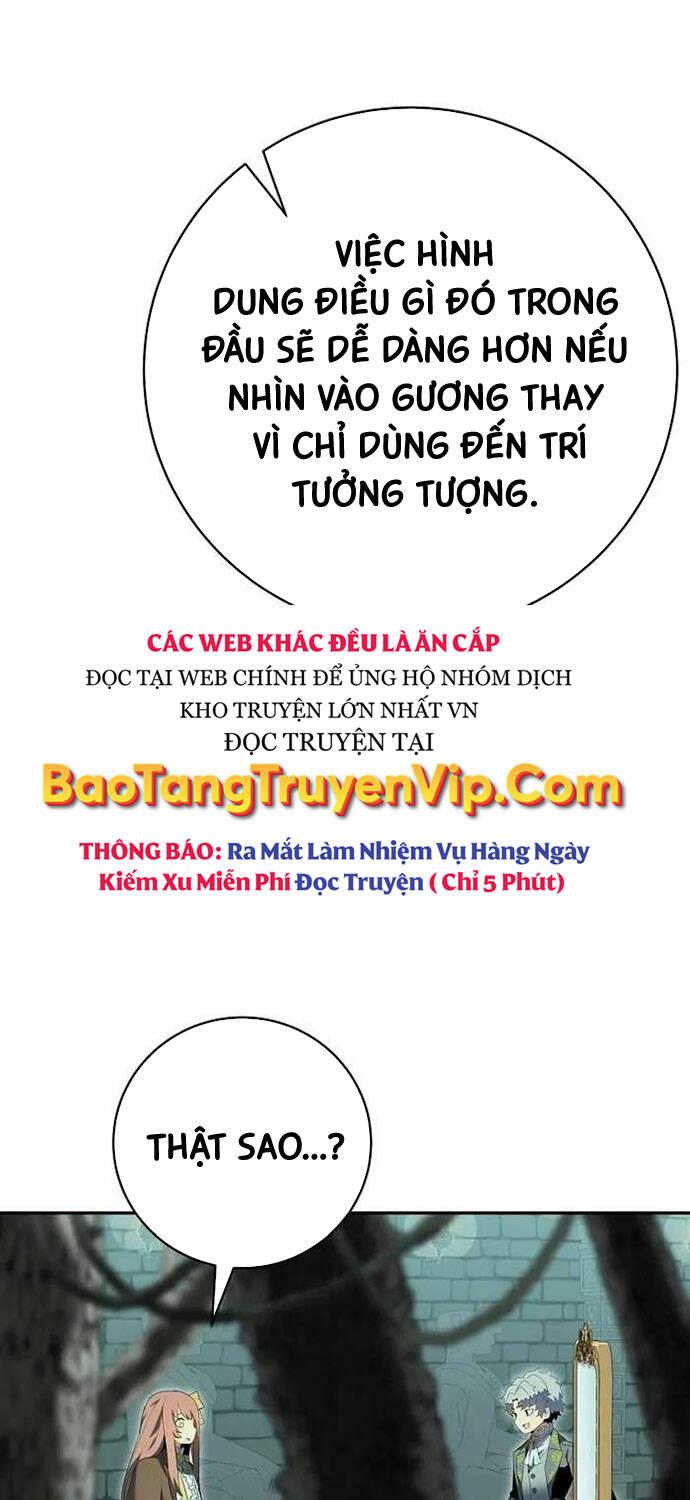 VIỆC HÌNH
DUNG ĐIỀU GÌ ĐÓ TRONG
ĐẦU SẼ DỄ DÀNG HƠN NẾU
NHÌN VÀO GƯƠNG THAY
VÌ CHỈ DÙNG ĐẾN TRÍ
TƯỞNG TƯỢNG.
CÁC WEB KHÁC ĐỀU LÀ ĂN CẮP
ĐỌC TẠI WEB CHÍNH ĐỂ ỦNG HỘ NHÓM DỊCH
KHO TRUYỆN LỚN NHẤT VN
ĐỌC TRUYỆN TẠI
BaoTangTruyenVip.Com
THÔNG BÁO: Ra Mắt Làm Nhiệm Vụ Hàng Ngày
Kiếm Xu Miễn Phí Đọc Truyện ( Chỉ 5 Phút)
THẬT SAO...?